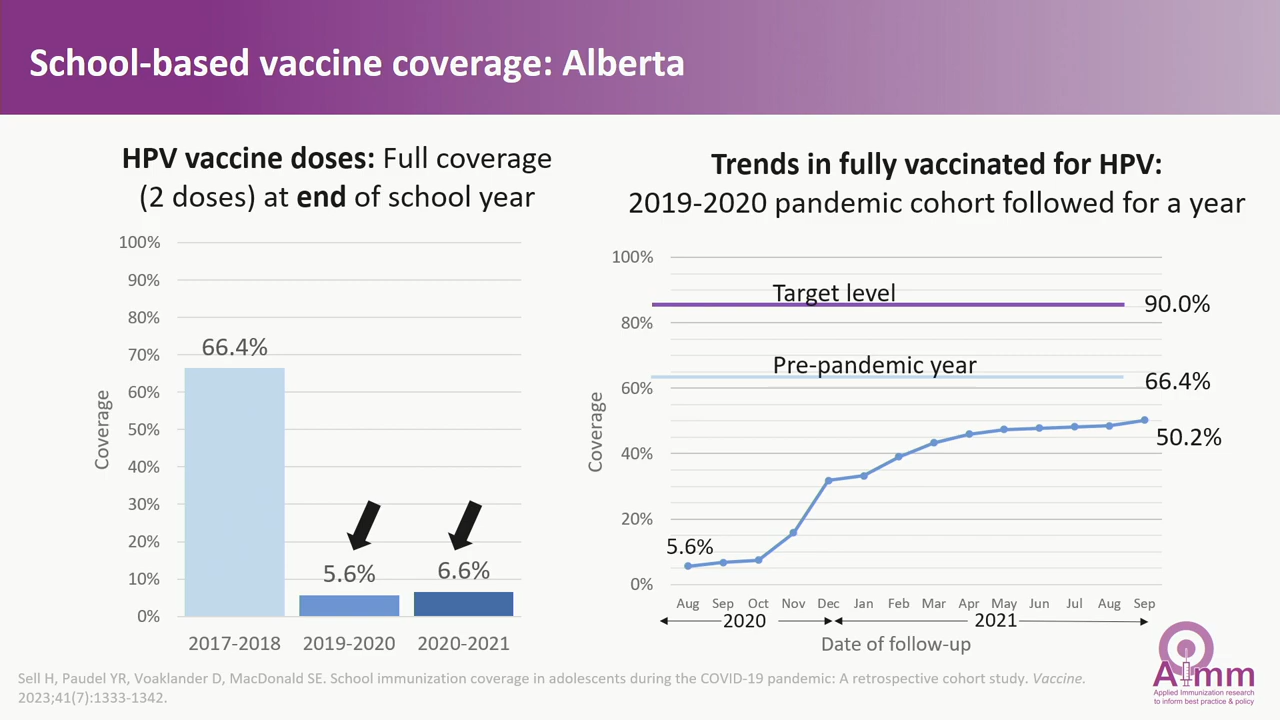 School-based vaccine coverage: Alberta
HPV vaccine doses: Full coverage
(2 doses) at end of school year
100%
90%
80%
70%
60%
50%
40%
30%
20%
10%
0%
Coverage
66.4%
5.6%
6.6%
2017-2018
2019-2020
2020-2021
Trends in fully vaccinated for HPV:
2019-2020 pandemic cohort followed for a year
100%
80%
60%
40%
20%
0%
Coverage
Target level
90.0%
Pre-pandemic year
66.4%
50.2%
5.6%
Aug Sep Oct Nov Dec Jan Feb Mar Apr May Jun Jul Aug Sep
2020
2021
Date of follow-up
Sell H, Paudel YR, Voaklander D, MacDonald SE. School immunization coverage in adolescents during the COVID-19 pandemic: A retrospective cohort study. Vaccine.
2023;41(7):1333-1342.
AImm
Applied Immunization research
to inform best practice & policy